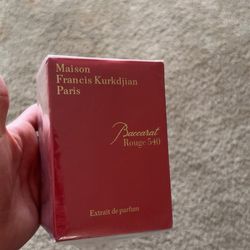 Maison
Francis Kurkdjian
Paris
Baccarat
Rouge 540
Extrait de parfum